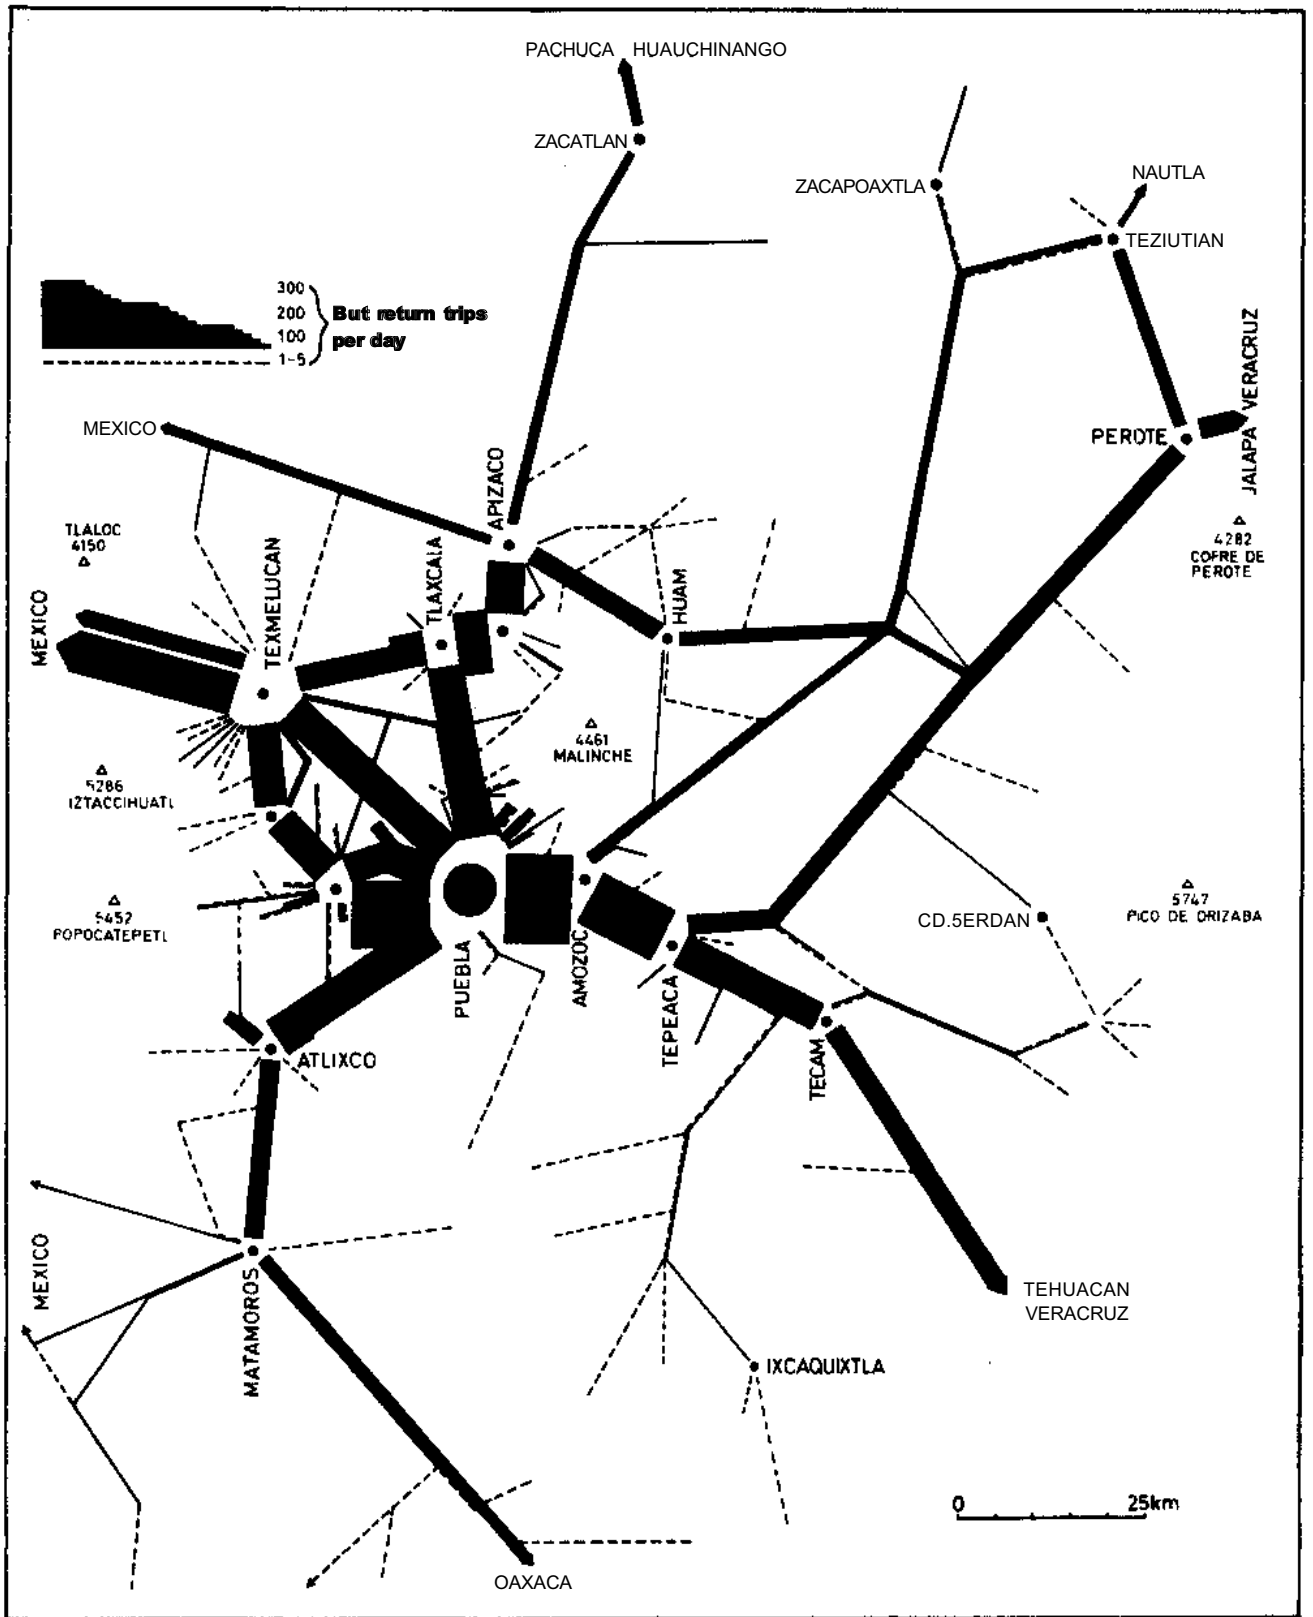 PACHUCA HUAUCHINANGO
ZACATLAN
ZACAPOAXTLA
NAUTLA
TEZIUTIAN
300
200
100
1-5
But return trips
per day
JALAPA VERACRUZ
MEXICO
PEROTE
APIZACO
TLALOC
4150
4282
COFRE DE
PEROTE
TEXMELUCAN
TLAXCALA
HUAM
MEXICO
4461
MALINCHE
5286
IZTACCIHUATL
5452
POPOCATEPETL
5747
PICO DE ORIZABA
CD.5ERDAN
PUEBLA
AMOZOC
TEPEACA
TECAM
ATLIXCO
MEXICO
MATAMOROS
TEHUACAN
VERACRUZ
IXCAQUIXTLA
0 25km
OAXACA